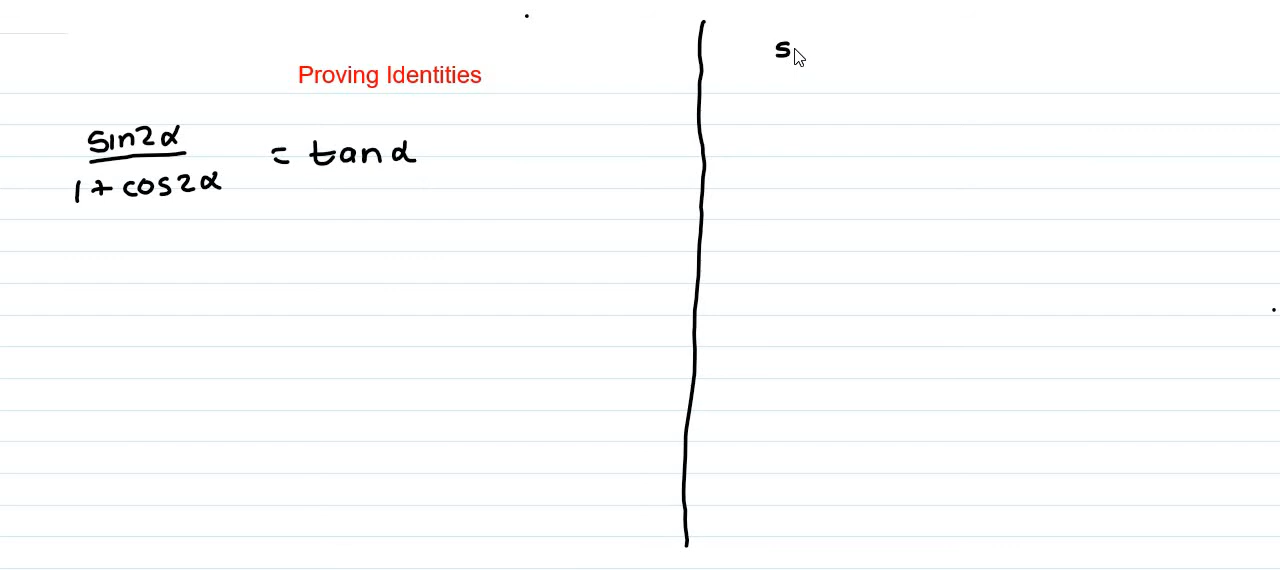 Proving Identities
sin2α
1+cos2α
= tanα
s